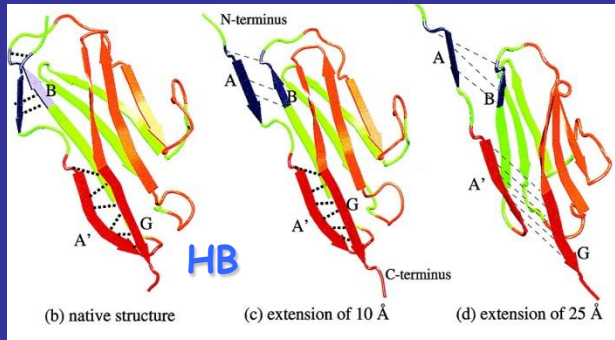 N-terminus
A
A
B
B
B
A'
G
A'
G
A'
G
HB
C-terminus
(b) native structure
(c) extension of 10 Å
(d) extension of 25 Å